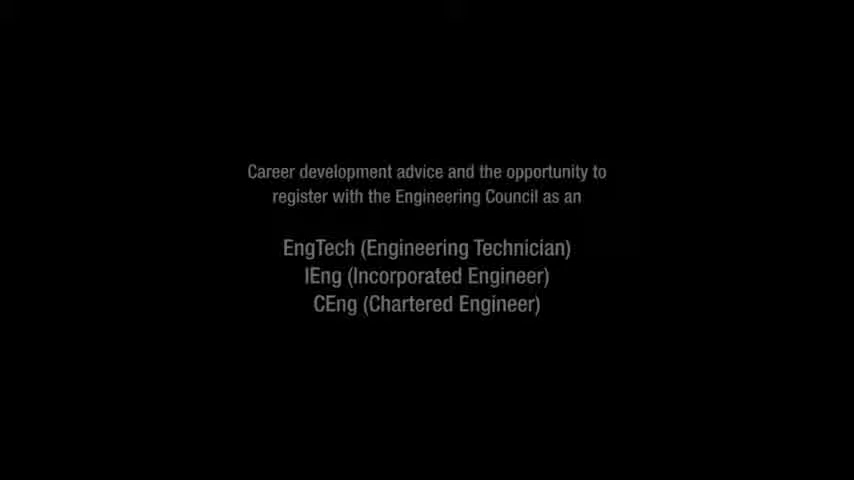 Career development advice and the opportunity to
register with the Engineering Council as an
EngTech (Engineering Technician)
IEng (Incorporated Engineer)
CEng (Chartered Engineer)